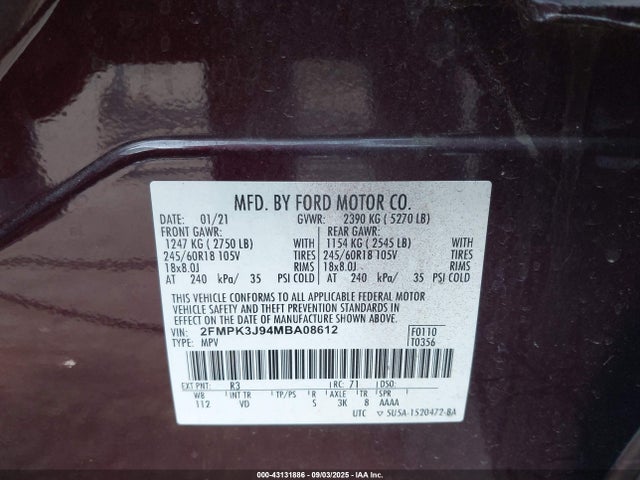 MFD. BY FORD MOTOR CO.
DATE: 01/21 GVWR: 2390 KG ( 5270 LB)
FRONT GAWR: REAR GAWR:
1247 KG ( 2750 LB) WITH 1154 KG ( 2545 LB) WITH
245/60R18 105V TIRES 245/60R18 105V TIRES
18x8.0J RIMS 18x8.0J RIMS
AT 240 kPa/ 35 PSI COLD AT 240 kPa/ 35 PSI COLD
THIS VEHICLE CONFORMS TO ALL APPLICABLE FEDERAL MOTOR
VEHICLE SAFETY AND THEFT PREVENTION STANDARDS IN
EFFECT ON THE DATE OF MANUFACTURE SHOWN ABOVE.
VIN: 2FMPK3J94MBA08612 F0110
TYPE: MPV T0356
EXT PNT: R3 RC: 71 DSO:
WB INT TR TP/PS R AXLE TR SPR
112 VD S 3K 8 AAAA
UTC 5USA-1520472-BA
000-43131886 - 09/03/2025 - IAA Inc.